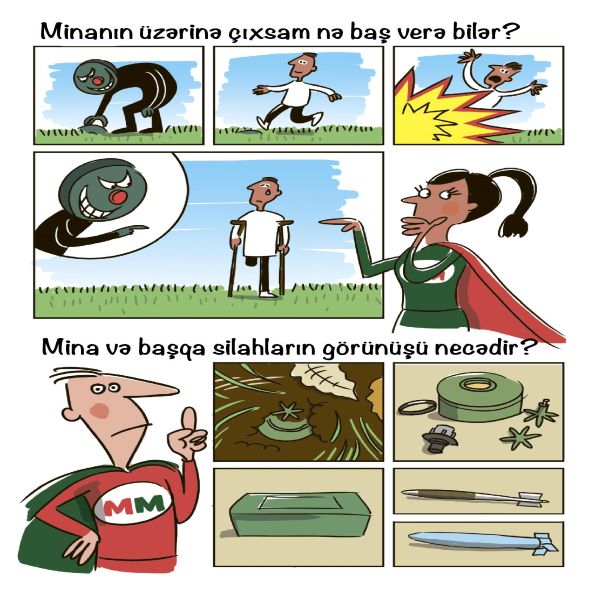 Minanın üzərinə çıxsam nə baş verə bilər?
M
Mina və başqa silahların görünüşü necədir?
MM